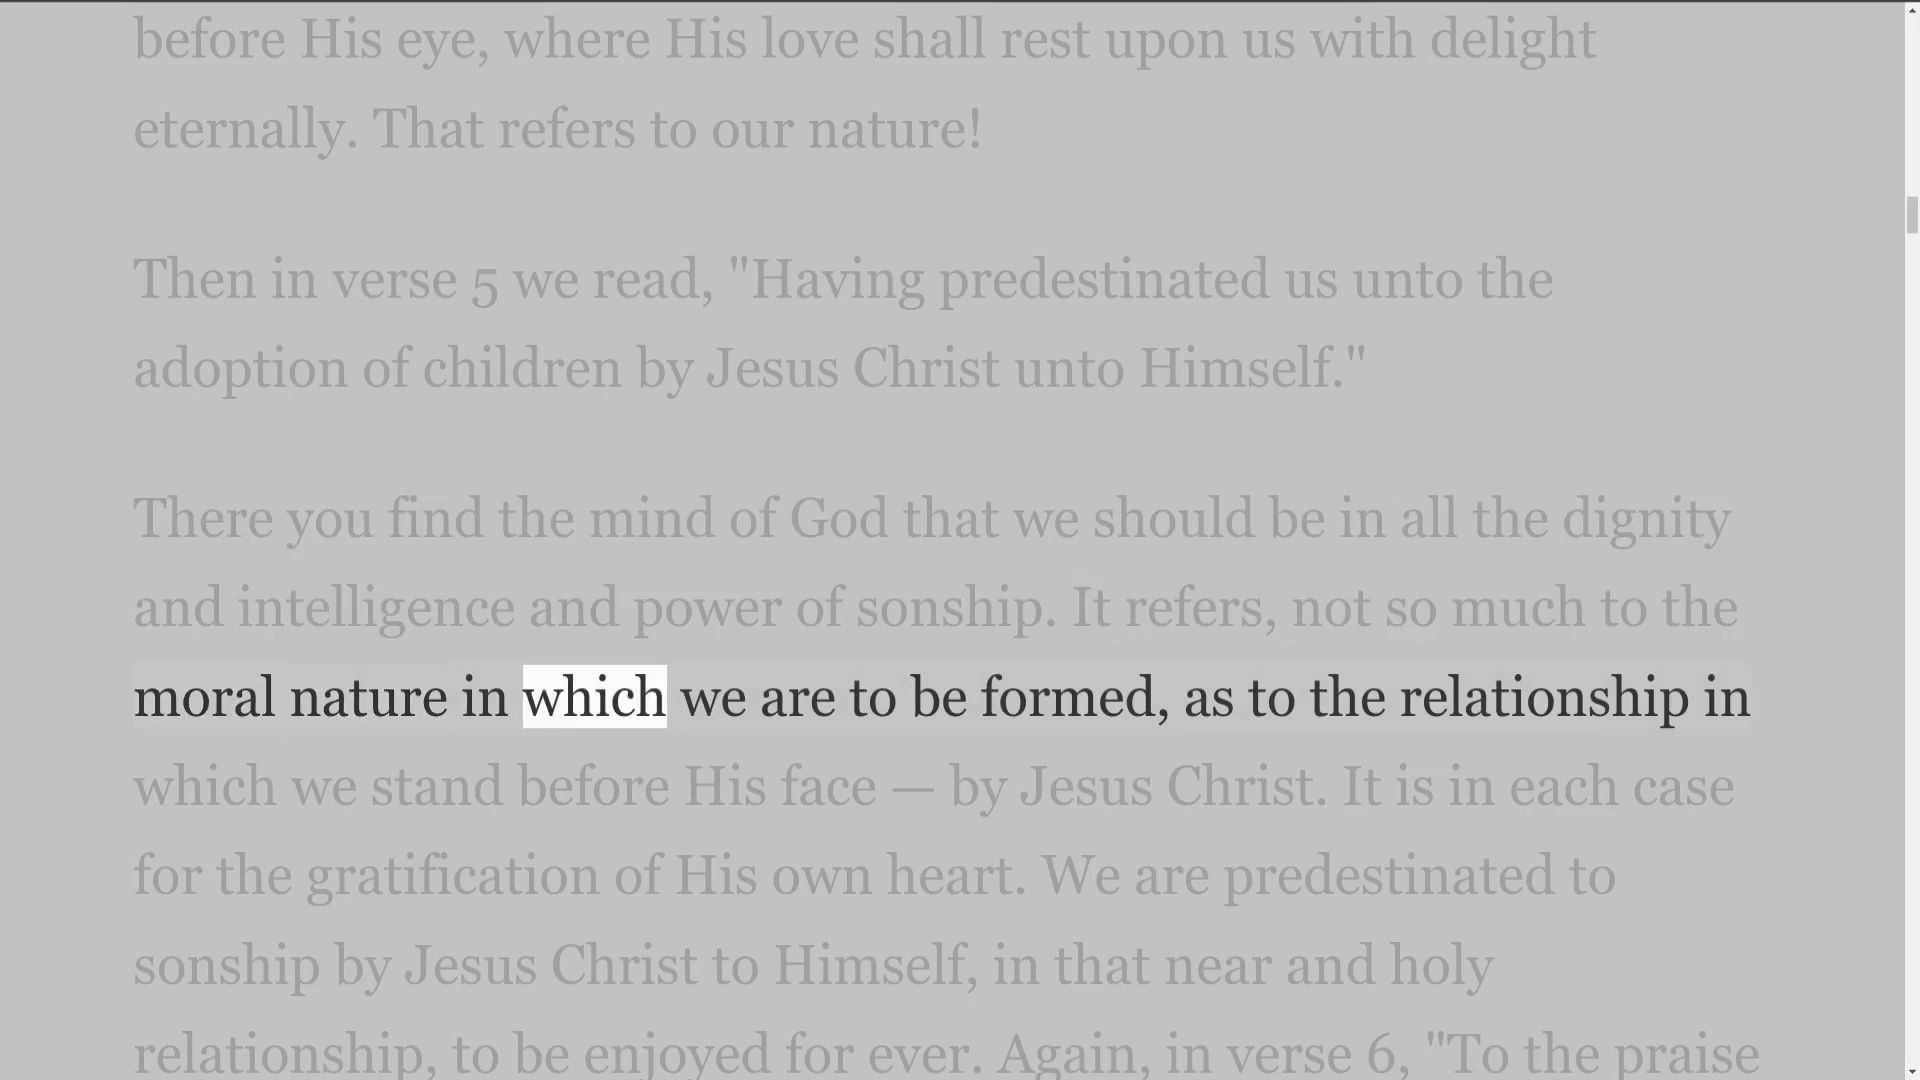 before His eye, where His love shall rest upon us with delight
eternally. That refers to our nature!
Then in verse 5 we read, "Having predestinated us unto the
adoption of children by Jesus Christ unto Himself."
There you find the mind of God that we should be in all the dignity
and intelligence and power of sonship. It refers, not so much to the
moral nature in which we are to be formed, as to the relationship in
which we stand before His face — by Jesus Christ. It is in each case
for the gratification of His own heart. We are predestinated to
sonship by Jesus Christ to Himself, in that near and holy
relationship, to be enjoyed for ever. Again, in verse 6, "To the praise